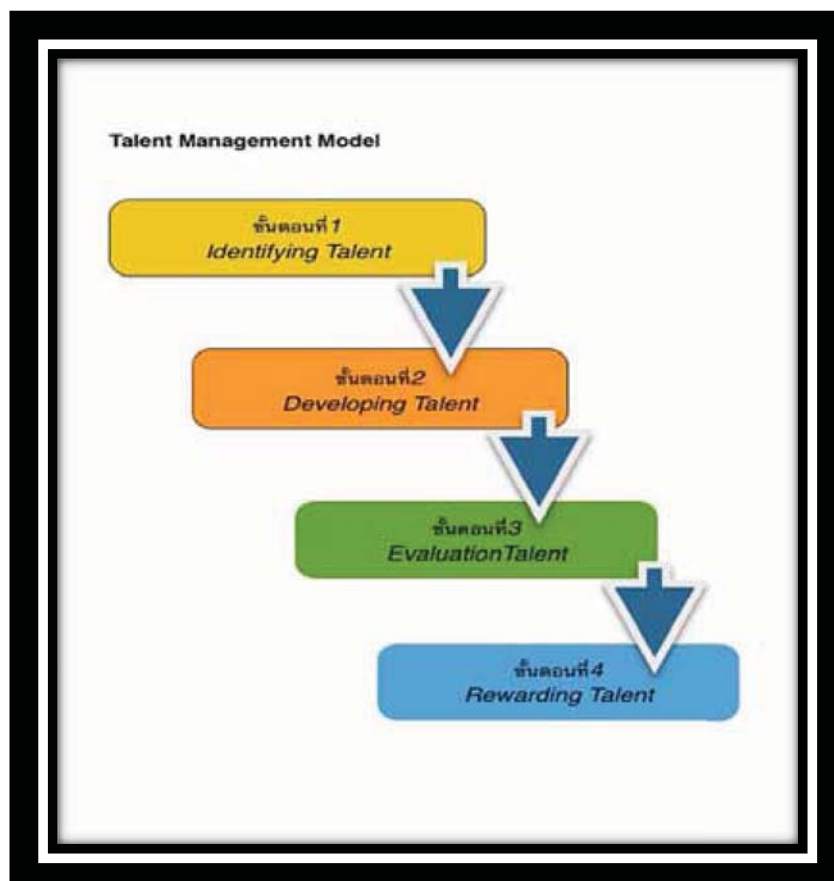 Talent Management Model
ขั้นตอนที่ 1
Identifying Talent
ขั้นตอนที่2
Developing Talent
ขั้นตอนที่3
EvaluationTalent
ขั้นตอนที่4
Rewarding Talent